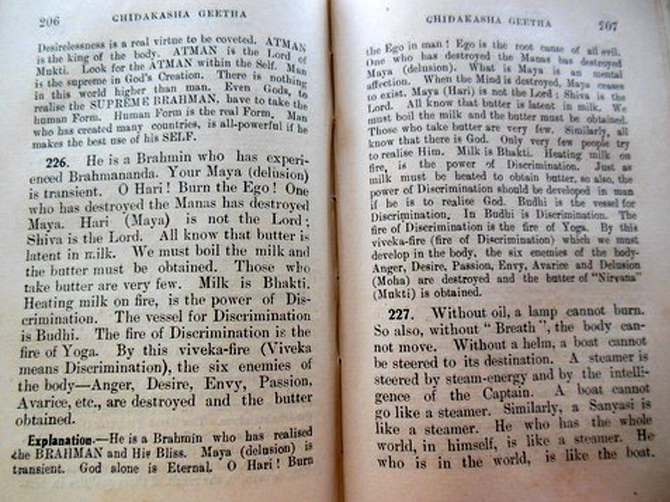 206
CHIDAKASHA GEETHA
Desirelessness is a real virtue to be coveted. ATMAN
is the king of the body. ATMAN is the Lord of
Mukti. Look for the ATMAN within the Self. Man
is the supreme in God's Creation. There is nothing
in this world higher than man. Even Gods, to
realise the SUPREME BRAHMAN, have to take the
human Form. Human Form is the real Form. Man
who has created many countries, is all-powerful if he
makes the best use of his SELF.
226. He is a Brahmin who has experi-
enced Brahmananda. Your Maya (delusion)
is transient. O Hari! Burn the Ego! One
who has destroyed the Manas has destroyed
Maya. Hari (Maya) is not the Lord:
Shiva is the Lord. All know that butter is
latent in milk. We must boil the milk and
the butter must be obtained. Those who
take butter are very few. Milk is Bhakti.
Heating milk on fire, is the power of Dis-
crimination. The vessel for Discrimination
is Budhi. The fire of Discrimination is the
fire of Yoga. By this viveka-fire (Viveka
means Discrimination), the six enemies of
the body—Anger, Desire, Envy, Passion,
Avarice, etc., are destroyed and the butter
obtained.
Explanation.—He is a Brahmin who has realised
the BRAHMAN and His Bliss. Maya (delusion) is
transient. God alone is Eternal. O Hari! Burn
CHIDAKASHA GEETHA
207
the Ego in man! Ego is the root cause of all evil.
One who has destroyed the Manas has destroyed
Maya (delusion). What is Maya is an mental
affection. When the Mind is destroyed, Maya ceases
to exist. Maya (Hari) is not the Lord: Shiva is the
Lord. All know that butter is latent in milk. We
must boil the milk and the butter must be obtained.
Those who take butter are very few. Similarly, all
know that there is God. Only very few people try
to realise Him. Milk is Bhakti. Heating milk on
fire, is the power of Discrimination. Just as
milk must be heated to obtain butter, so also, the
power of Discrimination should be developed in man
if he is to realise God. Budhi is the vessel for
Discrimination. In Budhi is Discrimination. The
fire of Discrimination is the fire of Yoga. By this
viveka-fire (fire of Discrimination) which we must
develop in the body, the six enemies of the body-
Anger, Desire, Passion, Envy, Avarice and Delusion
(Moha) are destroyed and the butter of "Nirvana"
(Mukti) is obtained.
227. Without oil, a lamp cannot burn.
So also, without "Breath", the body can-
not move. Without a helm, a boat cannot
be steered to its destination. A steamer is
steered by steam-energy and by the intelli-
gence of the Captain. A boat cannot
go like a steamer. Similarly, a Sanyasi is
like a steamer. He who has the whole
world, in himself, is like a steamer. He
who is in the world, is like the boat.